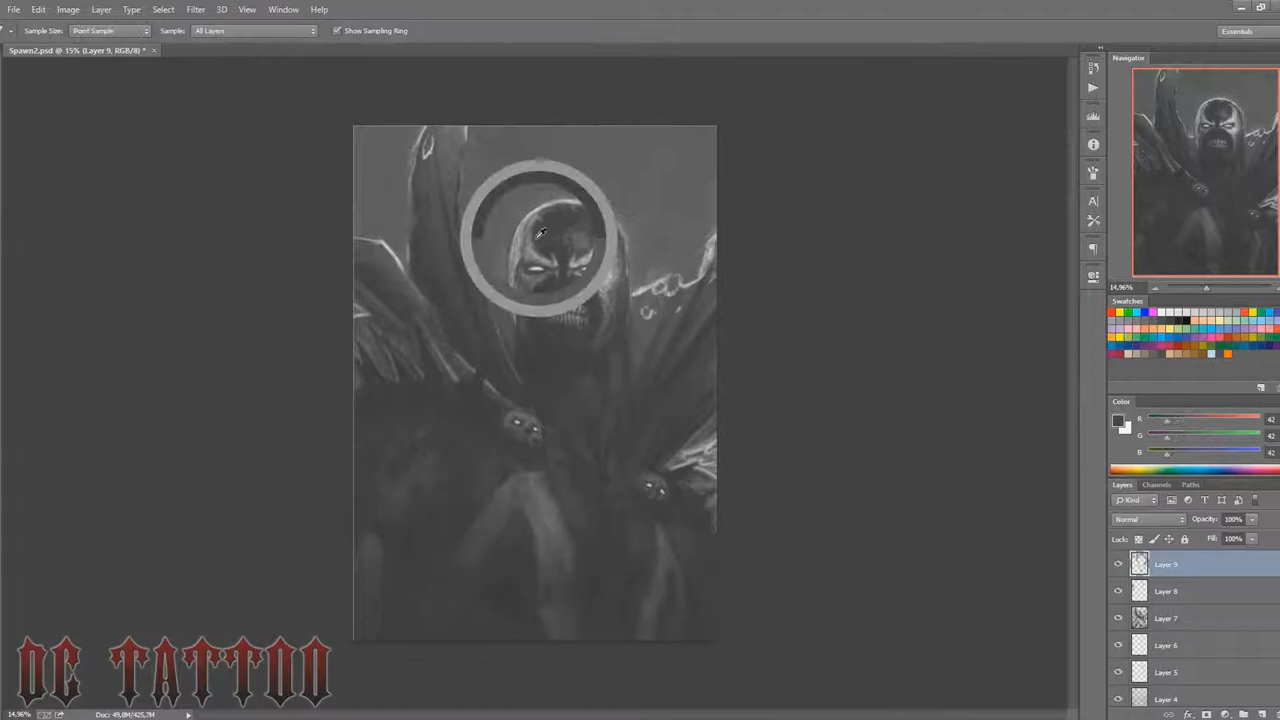 File Edit Image Layer Type Select Filter 3D View Window Help
Sample Size: Point Sample Sample: All Layers Show Sampling Ring Essentials
Spawn2.psd @ 15% (Layer 9, RGB/8) * ×
Navigator
14,96%
Swatches
Color
R 42
G 42
B 42
Layers Channels Paths
Kind
Normal Opacity: 100%
Lock: Fill: 100%
Layer 9
Layer 8
Layer 7
Layer 6
Layer 5
Layer 4
DC TATTOO
14,96% Doc: 49,8M/425,7M